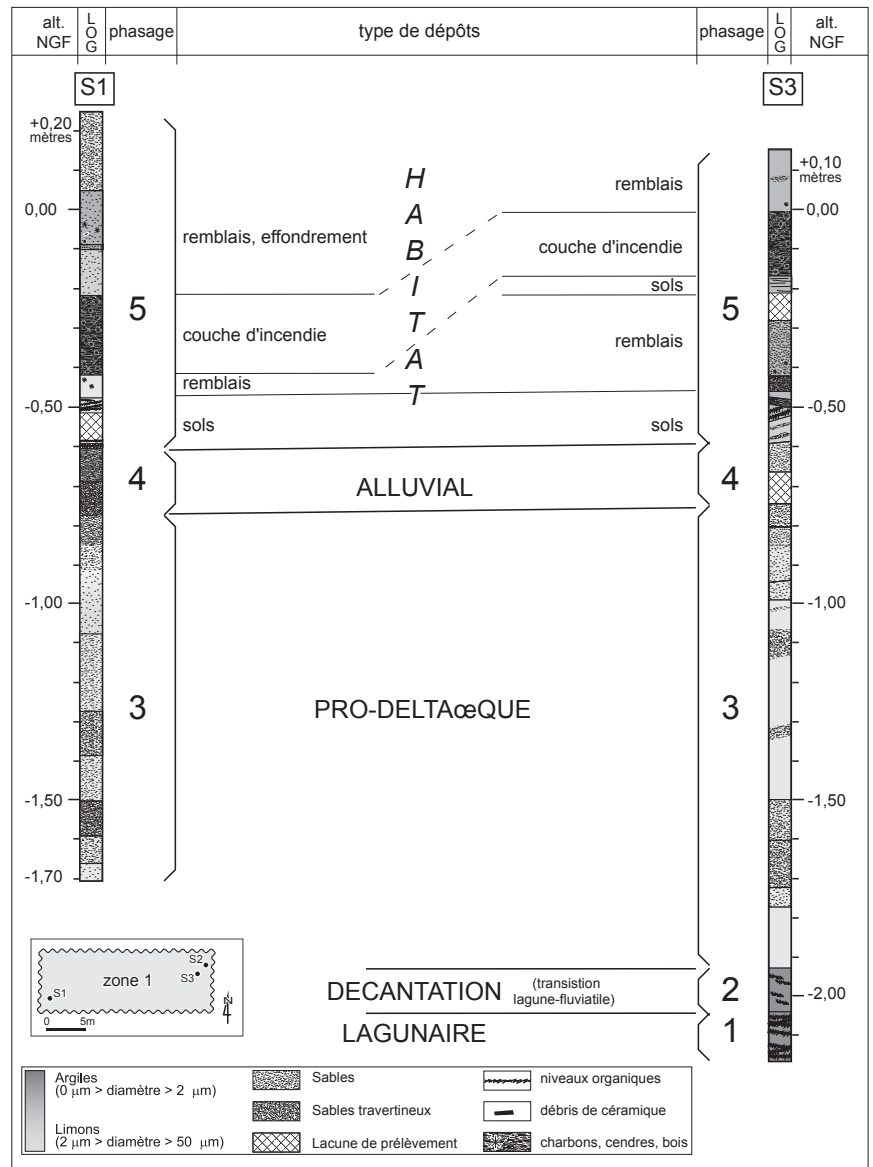 alt. NGF
L O G
phasage
type de dépôts
phasage
L O G
alt. NGF
S1
S3
+0,20
mètres
0,00
-0,50
-1,00
-1,50
-1,70
5
4
3
remblais, effondrement
couche d'incendie
remblais
sols
H A B I T A T
remblais
couche d'incendie
sols
remblais
sols
ALLUVIAL
PRO-DELTAœQUE
DECANTATION
(transistion
lagune-fluviatile)
LAGUNAIRE
5
4
3
2
1
+0,10
mètres
0,00
-0,50
-1,00
-1,50
-2,00
S2
S3
S1
zone 1
N
0 5m
Argiles
(0 µm > diamètre > 2 µm)
Limons
(2 µm > diamètre > 50 µm)
Sables
Sables travertineux
Lacune de prélèvement
niveaux organiques
débris de céramique
charbons, cendres, bois